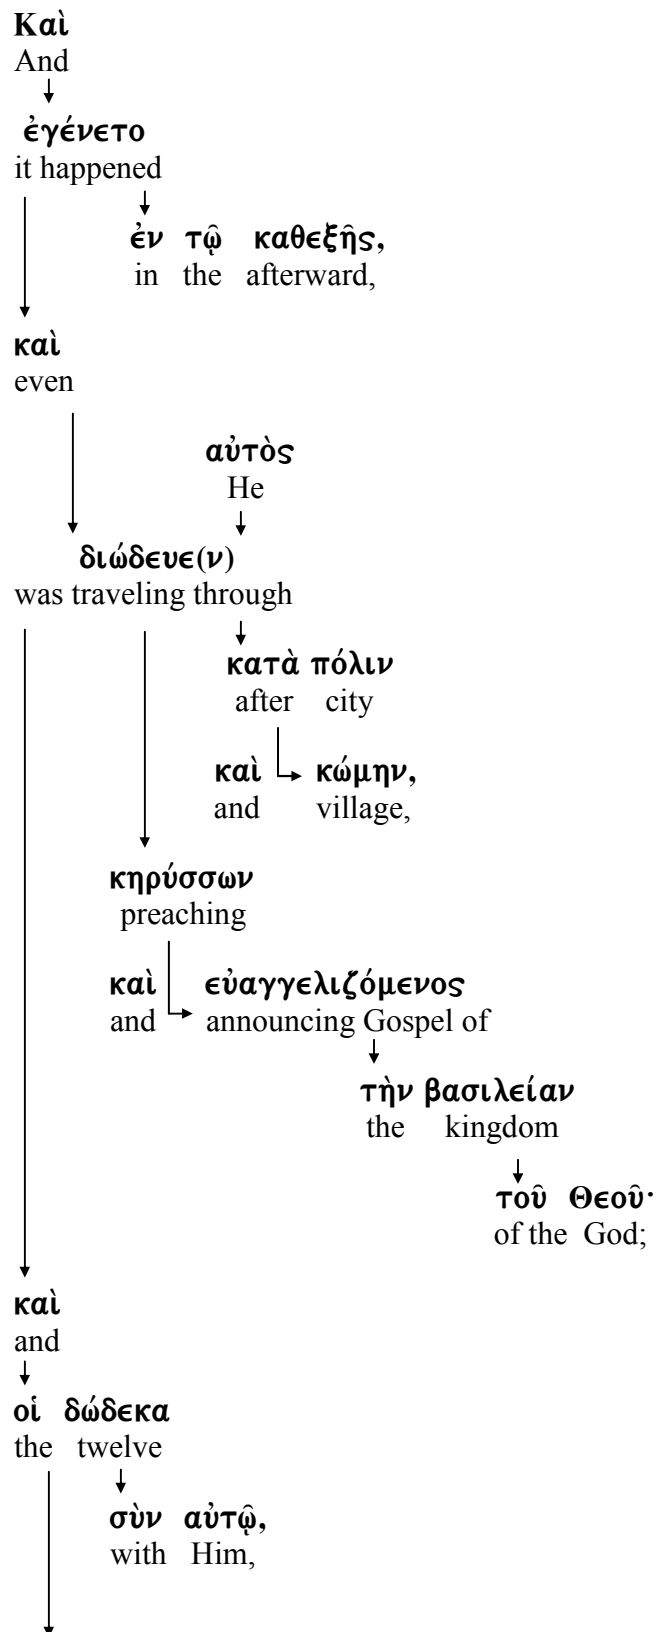 Καὶ
And
ἐγένετο
it happened
ἐν τῷ καθεξῆς,
in the afterward,
καὶ
even
αὐτὸς
He
διώδευε(ν)
was traveling through
κατὰ πόλιν
after city
καὶ κώμην,
and village,
κηρύσσων
preaching
καὶ εὐαγγελιζόμενος
and announcing Gospel of
τὴν βασιλείαν
the kingdom
τοῦ Θεοῦ·
of the God;
καὶ
and
οἱ δώδεκα
the twelve
σὺν αὐτῷ,
with Him,